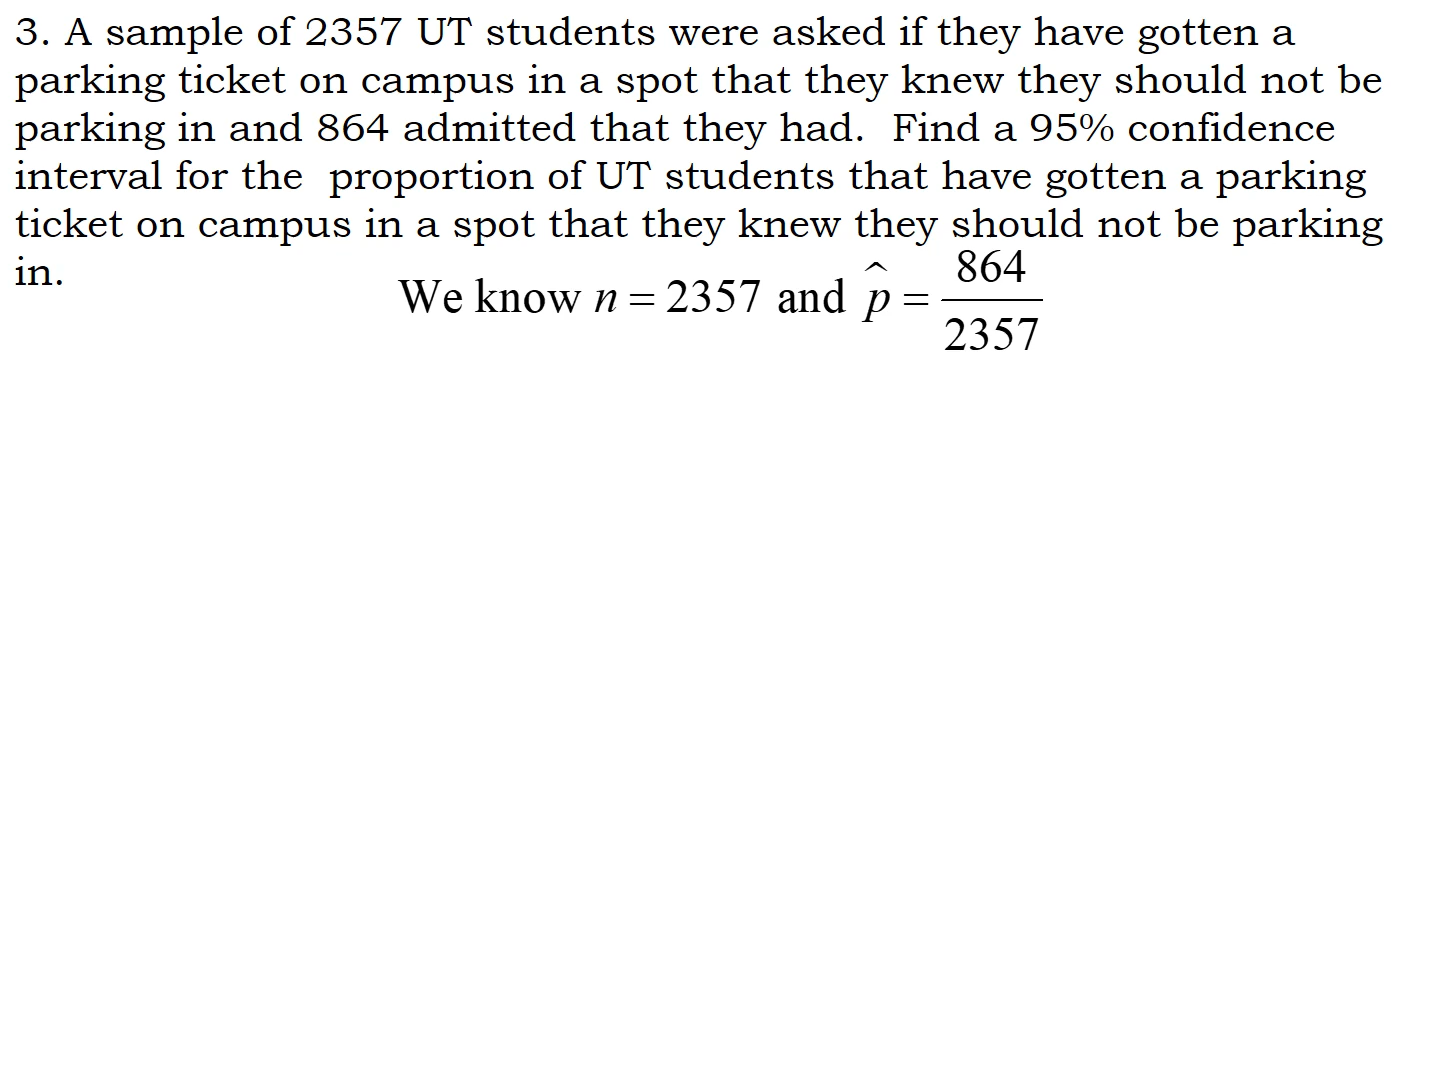 3. A sample of 2357 UT students were asked if they have gotten a
parking ticket on campus in a spot that they knew they should not be
parking in and 864 admitted that they had.  Find a 95% confidence
interval for the  proportion of UT students that have gotten a parking
ticket on campus in a spot that they knew they should not be parking
in.
We know n = 2357 and p̂ = 864/2357